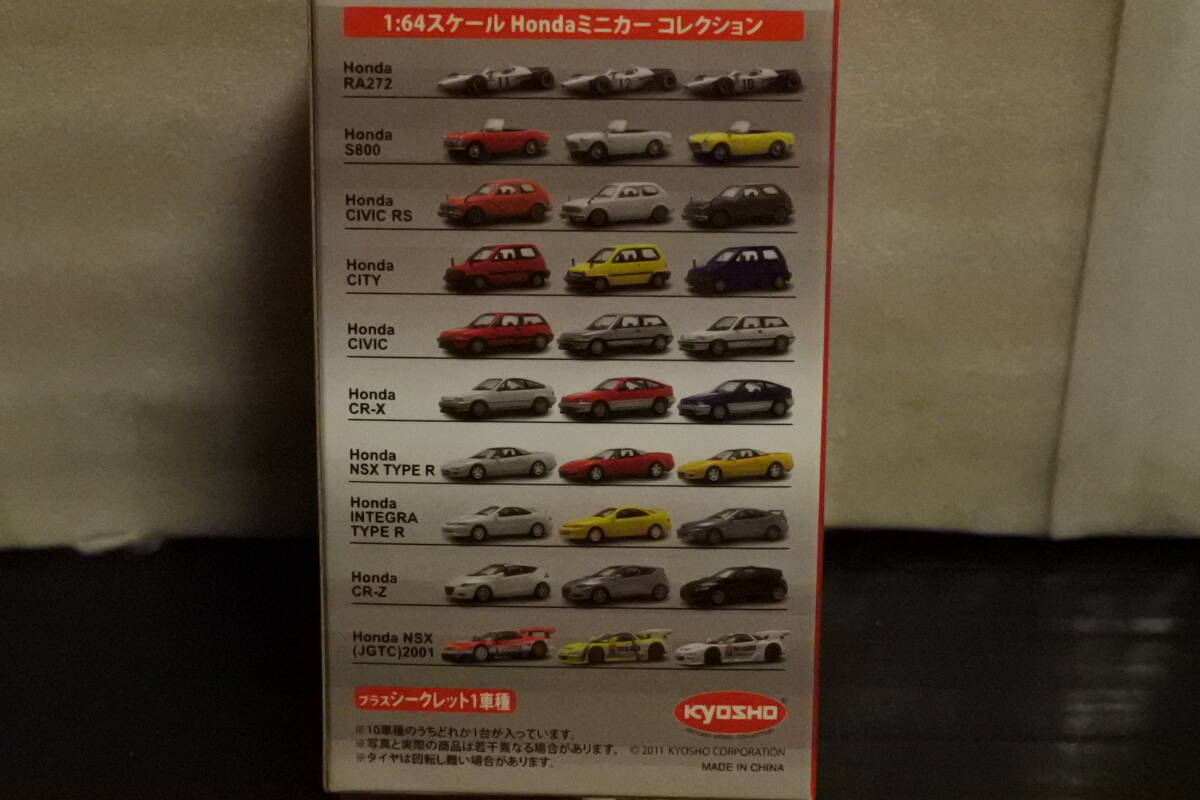 1:64スケール Hondaミニカー コレクション
Honda
RA272
11
12
Honda
S800
Honda
CIVIC RS
Honda
CITY
Honda
CIVIC
Honda
CR-X
Honda
NSX TYPE R
Honda
INTEGRA
TYPE R
Honda
CR-Z
Honda NSX
(JGTC)2001
プラスシークレット1車種
KYOSHO
※10車種のうちどれか1台が入っています。
※写真と実際の商品は若干異なる場合があります。
※タイヤは回転し難い場合があります。
© 2011 KYOSHO CORPORATION
MADE IN CHINA